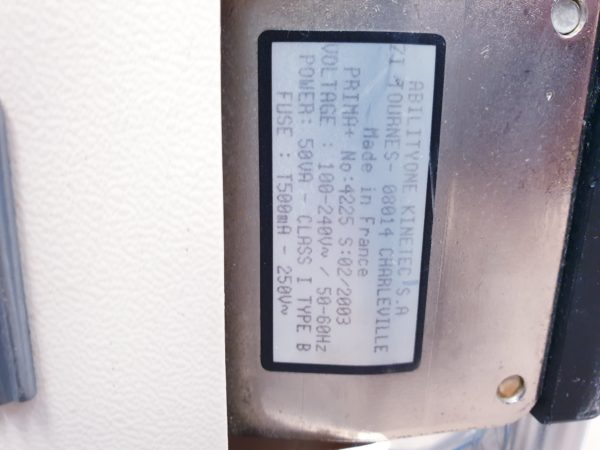 ABILITYONE KINETEC S.A
ZI TOURNES- 08014 CHARLEVILLE
Made in France
PRIMA+ No:4225 S:02/2003
VOLTAGE : 100-240V~ / 50-60Hz
POWER: 50VA - CLASS I TYPE B
FUSE : T500mA - 250V~